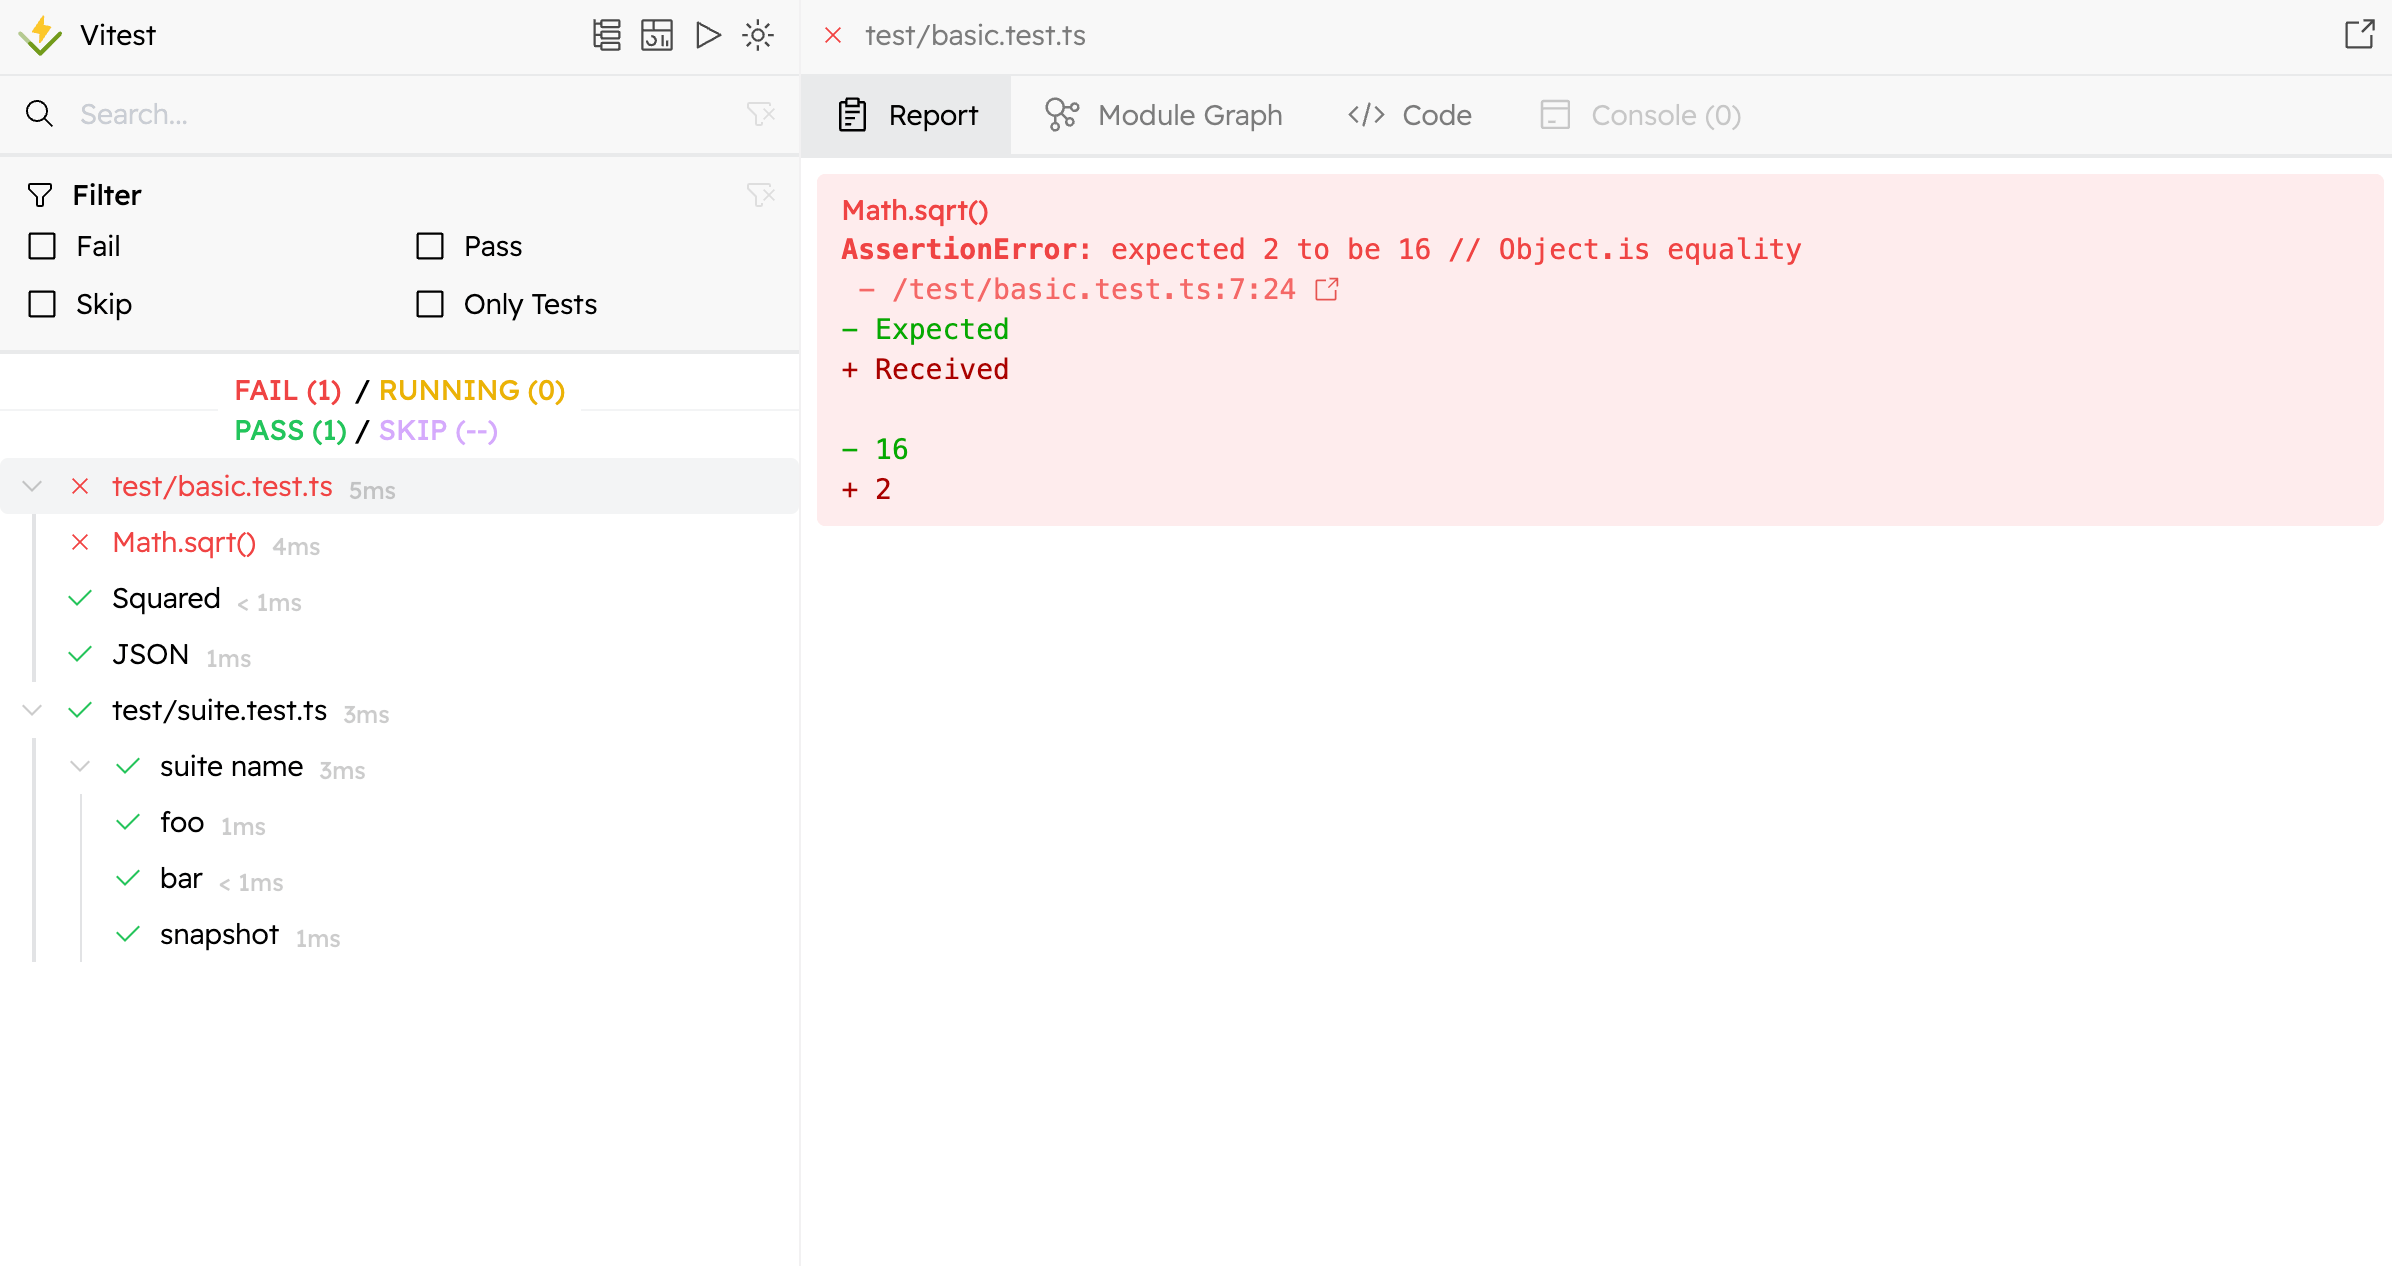 Vitest
Search...
Filter
Fail
Pass
Skip
Only Tests
FAIL (1) / RUNNING (0)
PASS (1) / SKIP (--)
test/basic.test.ts 5ms
Math.sqrt() 4ms
Squared < 1ms
JSON 1ms
test/suite.test.ts 3ms
suite name 3ms
foo 1ms
bar < 1ms
snapshot 1ms
test/basic.test.ts
Report
Module Graph
Code
Console (0)
Math.sqrt()
AssertionError: expected 2 to be 16 // Object.is equality
- /test/basic.test.ts:7:24
- Expected
+ Received
- 16
+ 2